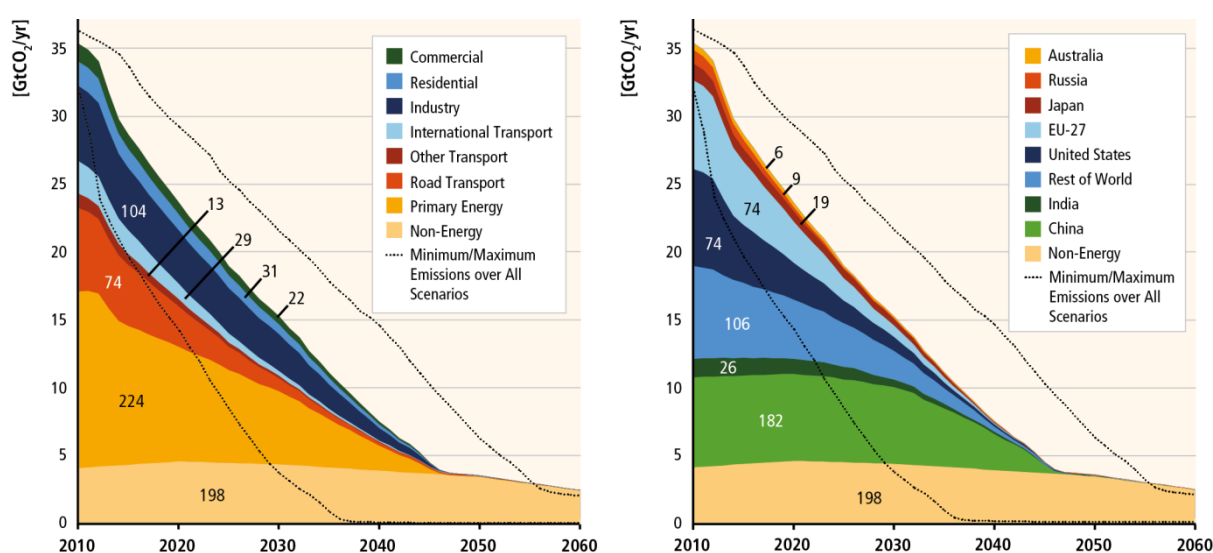 [GtCO2/yr]
35
30
25
20
15
10
5
0
2010 2020 2030 2040 2050 2060
Commercial
Residential
Industry
International Transport
Other Transport
Road Transport
Primary Energy
Non-Energy
Minimum/Maximum
Emissions over All
Scenarios
104
13
29
31
22
74
224
198
[GtCO2/yr]
35
30
25
20
15
10
5
0
2010 2020 2030 2040 2050 2060
Australia
Russia
Japan
EU-27
United States
Rest of World
India
China
Non-Energy
Minimum/Maximum
Emissions over All
Scenarios
6
9
19
74
74
106
26
182
198